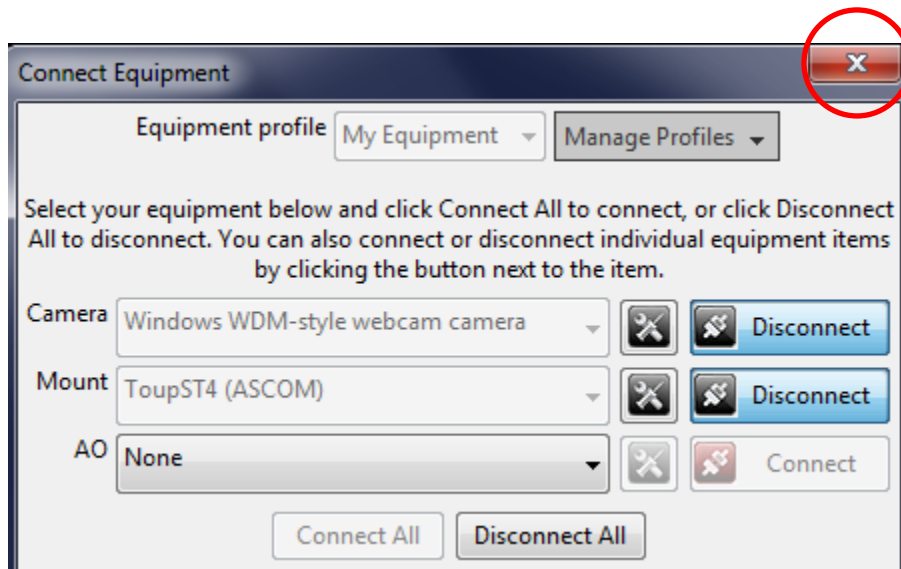 Connect Equipment
Equipment profile My Equipment Manage Profiles
Select your equipment below and click Connect All to connect, or click Disconnect
All to disconnect. You can also connect or disconnect individual equipment items
by clicking the button next to the item.
Camera Windows WDM-style webcam camera Disconnect
Mount ToupST4 (ASCOM) Disconnect
AO None Connect
Connect All Disconnect All